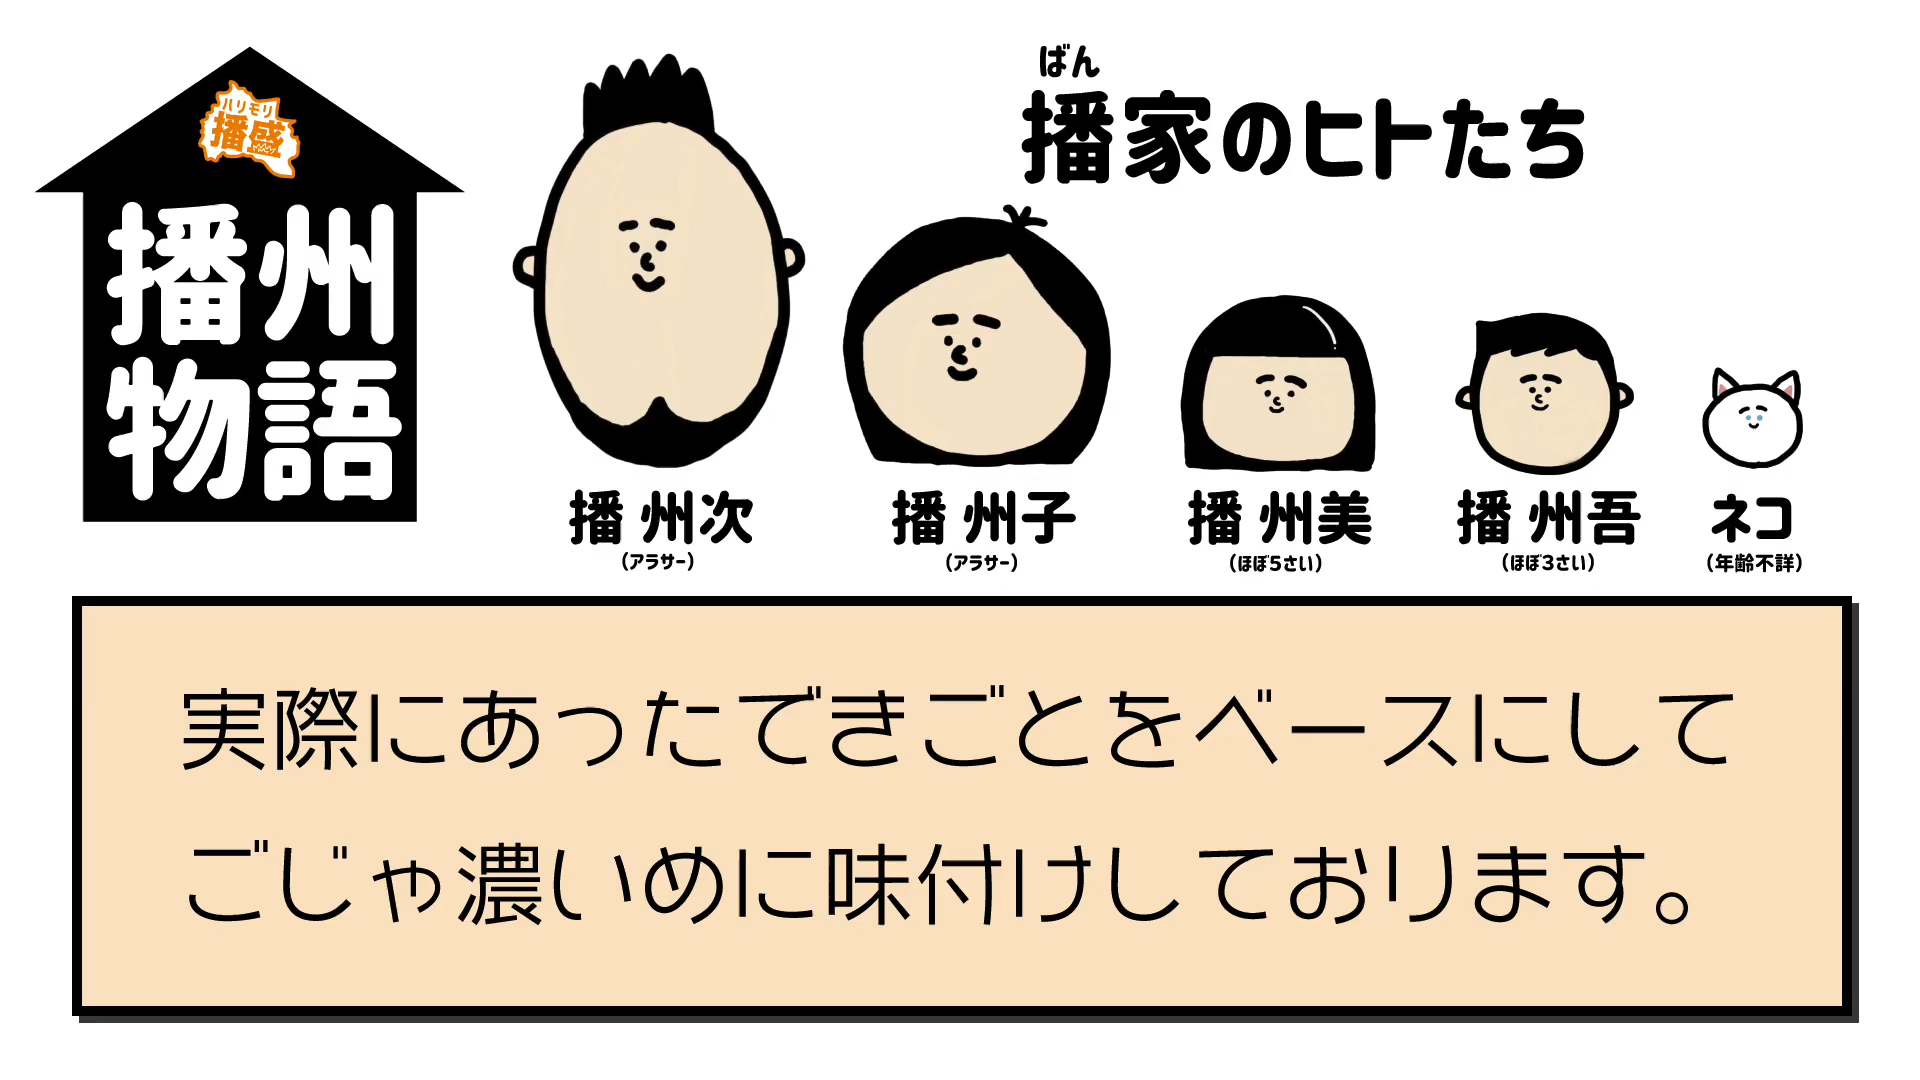 ハリモリ
播盛
播州
物語
ばん
播家のヒトたち
播 州次
（アラサー）
播 州子
（アラサー）
播 州美
（ほぼ5さい）
播 州吾
（ほぼ3さい）
ネコ
（年齢不詳）
実際にあったできごとをベースにして
ごじゃ濃いめに味付けしております。